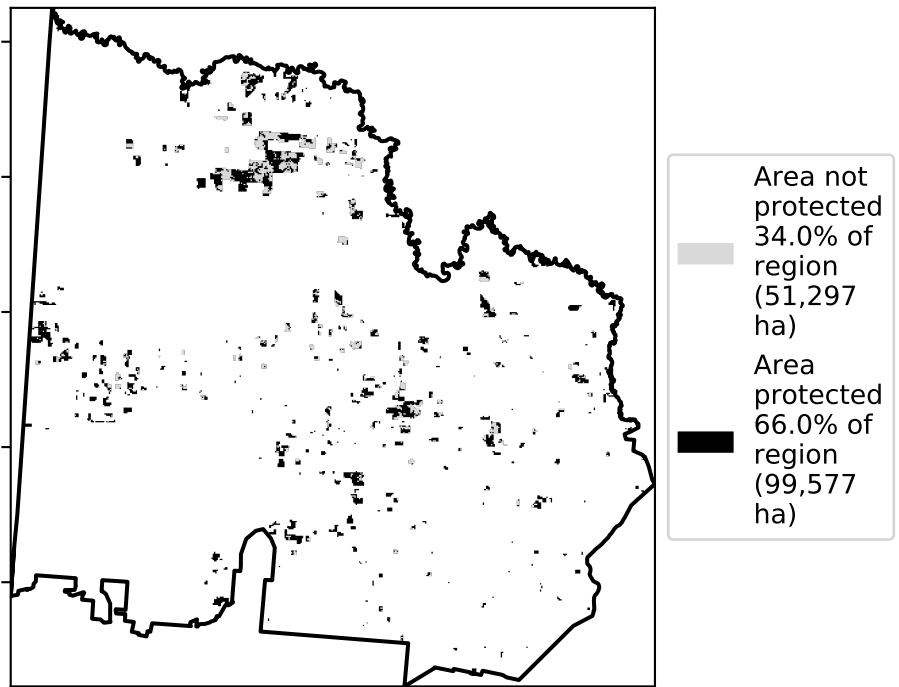 Area not
protected
34.0% of
region
(51,297
ha)
Area
protected
66.0% of
region
(99,577
ha)